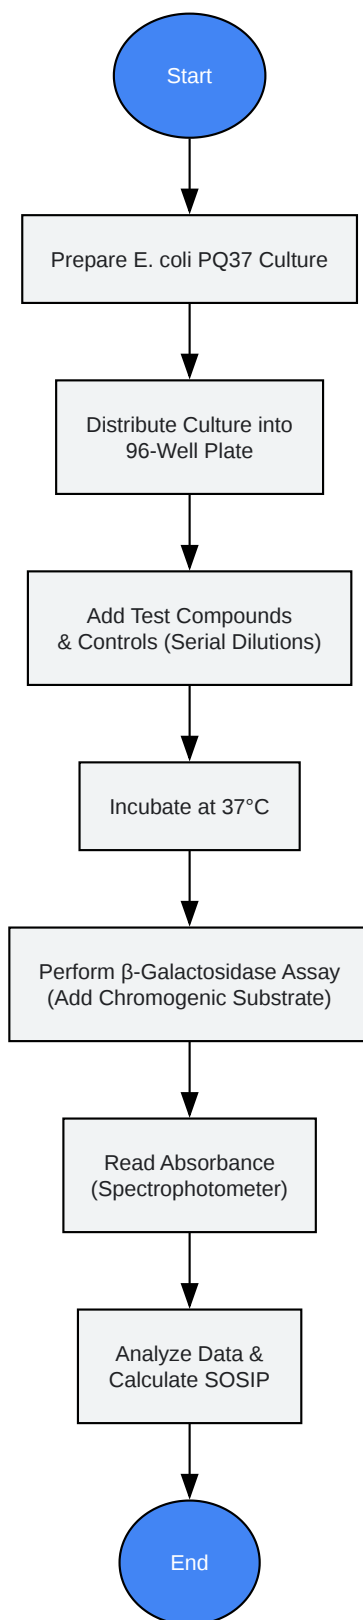 Start
Prepare E. coli PQ37 Culture
Distribute Culture into
96-Well Plate
Add Test Compounds
& Controls (Serial Dilutions)
Incubate at 37°C
Perform β-Galactosidase Assay
(Add Chromogenic Substrate)
Read Absorbance
(Spectrophotometer)
Analyze Data &
Calculate SOSIP
End